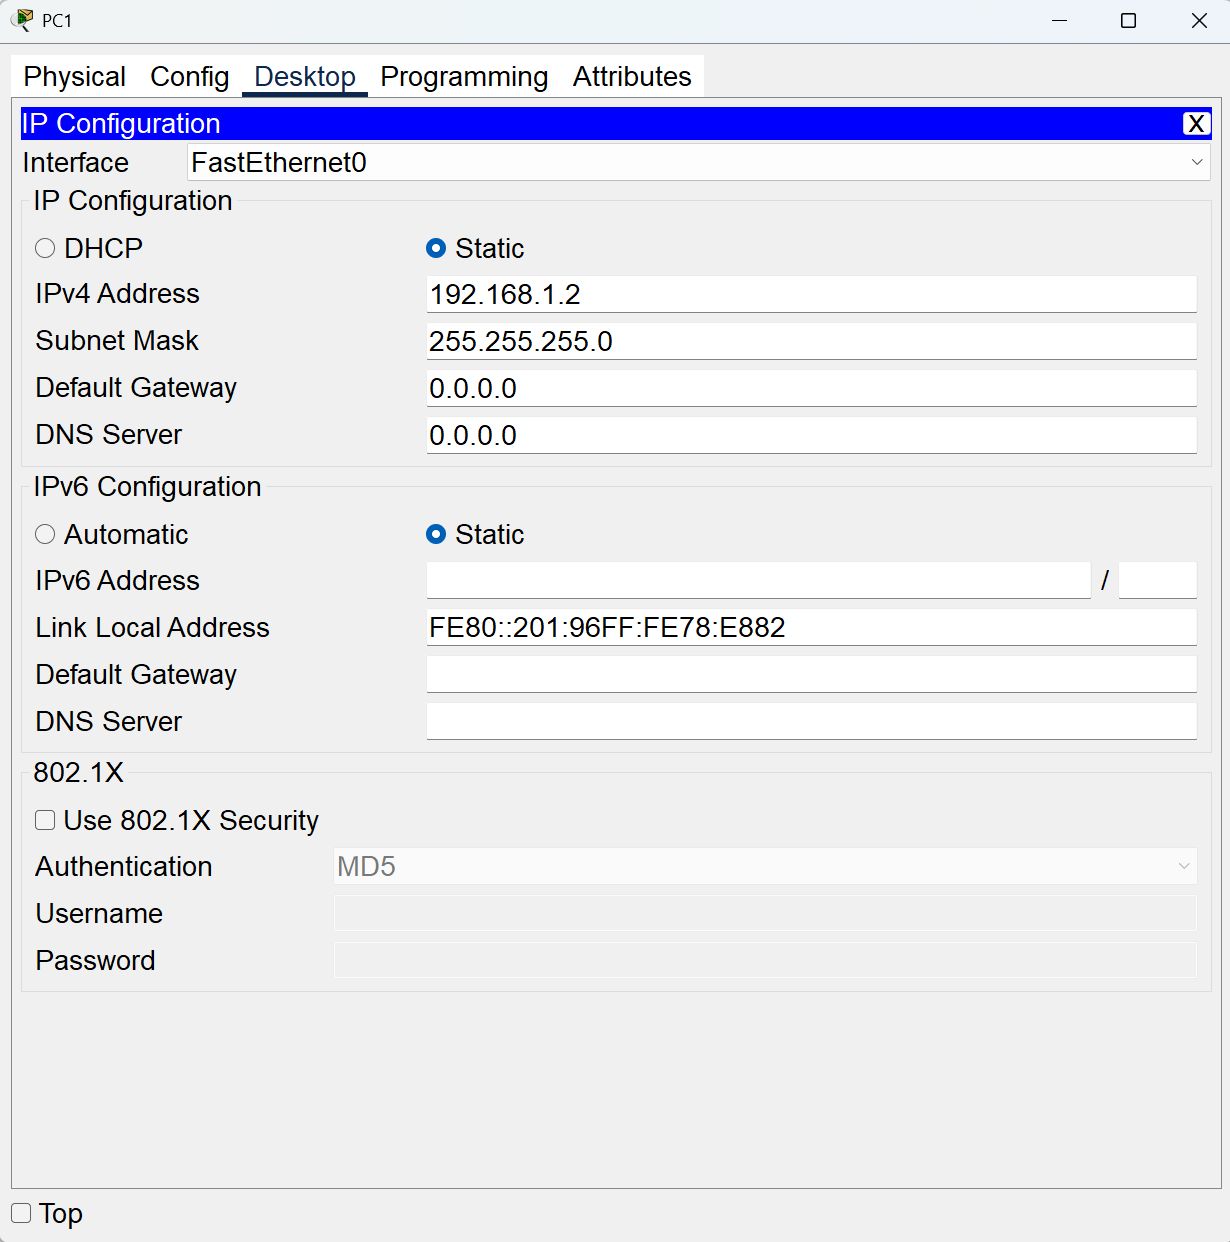 PC1
Physical Config Desktop Programming Attributes
IP Configuration X
Interface FastEthernet0
IP Configuration
DHCP Static
IPv4 Address 192.168.1.2
Subnet Mask 255.255.255.0
Default Gateway 0.0.0.0
DNS Server 0.0.0.0
IPv6 Configuration
Automatic Static
IPv6 Address /
Link Local Address FE80::201:96FF:FE78:E882
Default Gateway
DNS Server
802.1X
Use 802.1X Security
Authentication MD5
Username
Password
Top